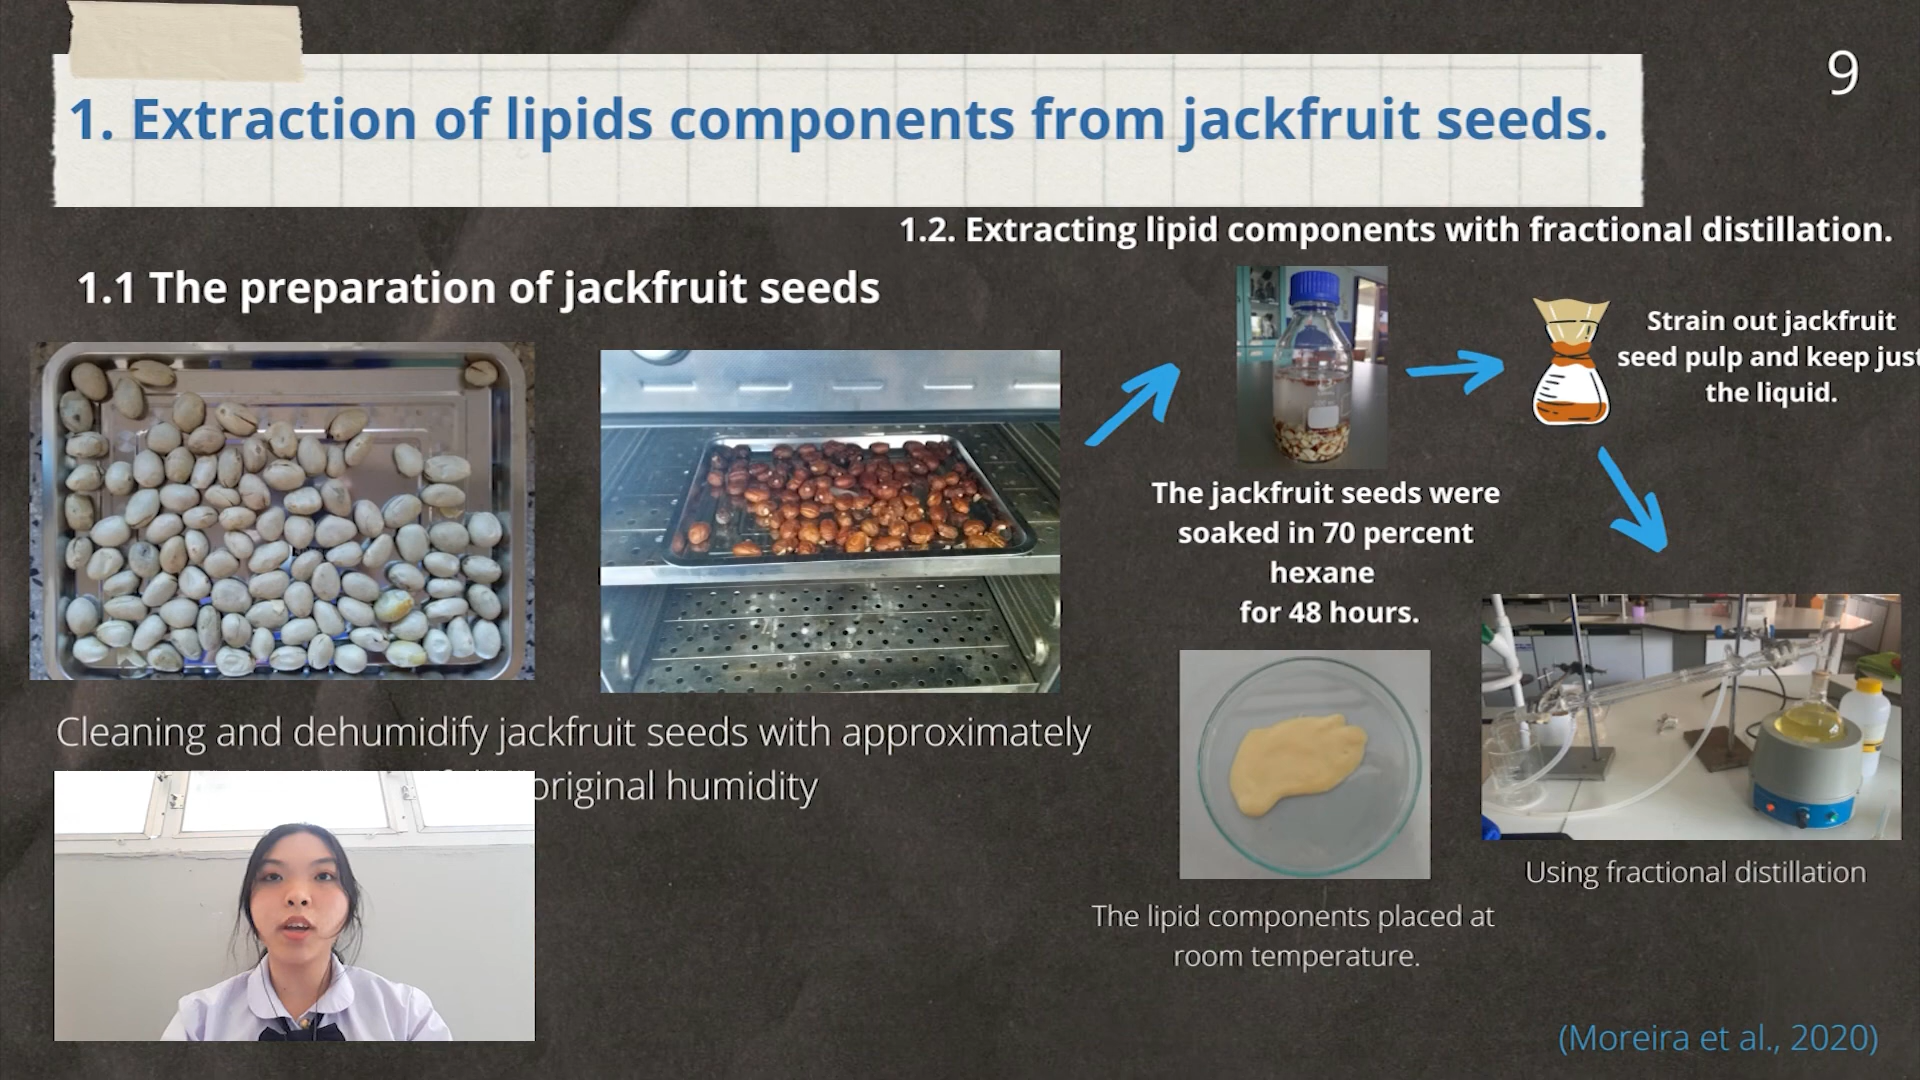 9
1. Extraction of lipids components from jackfruit seeds.
1.2. Extracting lipid components with fractional distillation.
1.1 The preparation of jackfruit seeds
Strain out jackfruit
seed pulp and keep just
the liquid.
The jackfruit seeds were
soaked in 70 percent
hexane
for 48 hours.
Cleaning and dehumidify jackfruit seeds with approximately
original humidity
Using fractional distillation
The lipid components placed at
room temperature.
(Moreira et al., 2020)